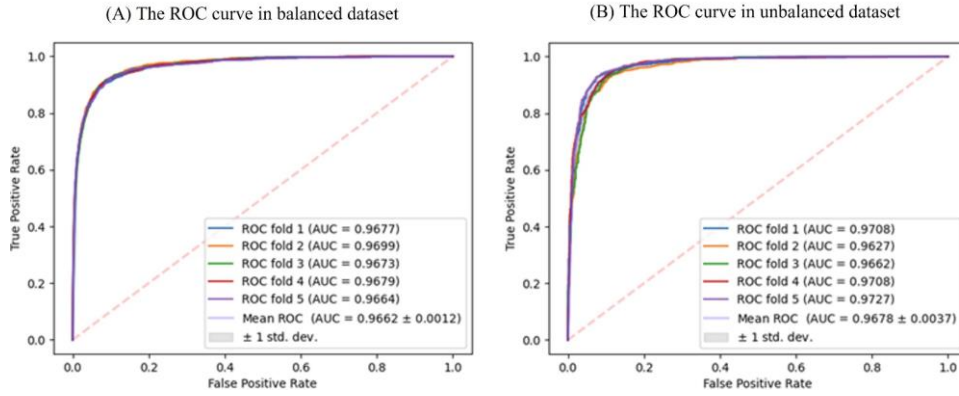 (A) The ROC curve in balanced dataset
1.0
0.8
0.6
0.4
0.2
0.0
True Positive Rate
ROC fold 1 (AUC = 0.9677)
ROC fold 2 (AUC = 0.9699)
ROC fold 3 (AUC = 0.9673)
ROC fold 4 (AUC = 0.9679)
ROC fold 5 (AUC = 0.9664)
Mean ROC (AUC = 0.9662 ± 0.0012)
± 1 std. dev.
0.0 0.2 0.4 0.6 0.8 1.0
False Positive Rate
(B) The ROC curve in unbalanced dataset
1.0
0.8
0.6
0.4
0.2
0.0
True Positive Rate
ROC fold 1 (AUC = 0.9708)
ROC fold 2 (AUC = 0.9627)
ROC fold 3 (AUC = 0.9662)
ROC fold 4 (AUC = 0.9708)
ROC fold 5 (AUC = 0.9727)
Mean ROC (AUC = 0.9678 ± 0.0037)
± 1 std. dev.
0.0 0.2 0.4 0.6 0.8 1.0
False Positive Rate